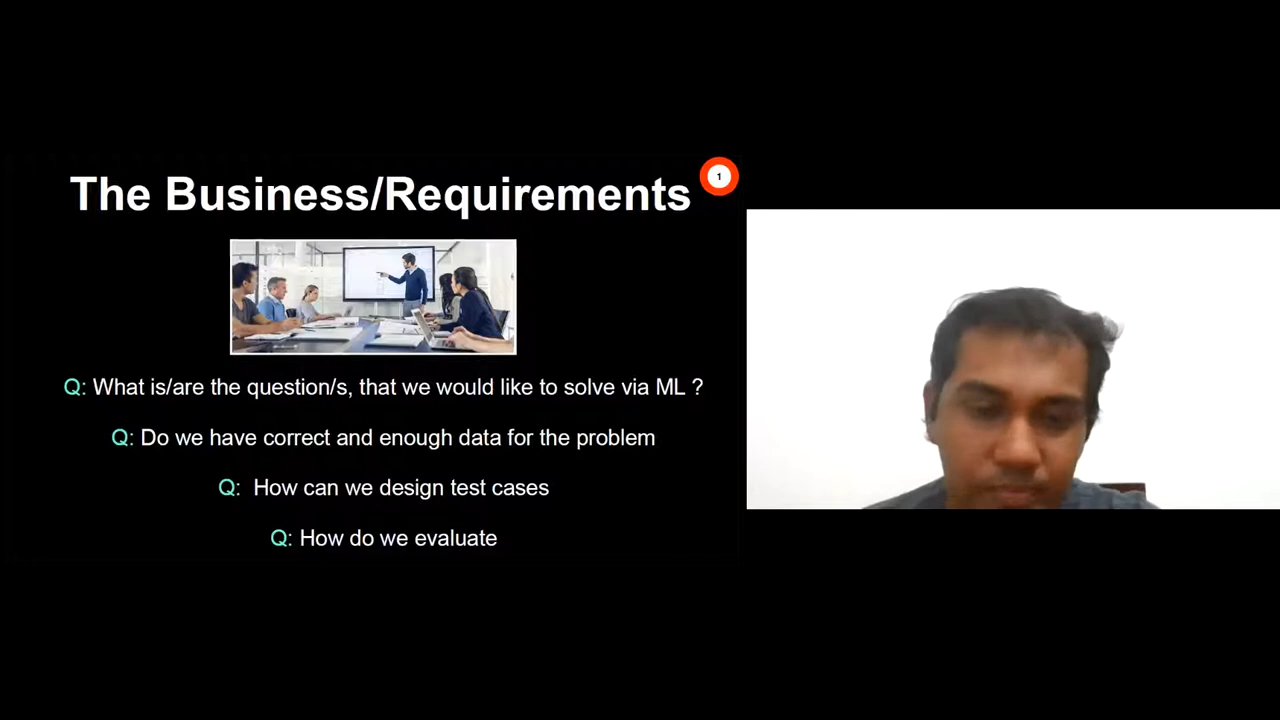 The Business/Requirements
1
Q: What is/are the question/s, that we would like to solve via ML ?
Q: Do we have correct and enough data for the problem
Q: How can we design test cases
Q: How do we evaluate